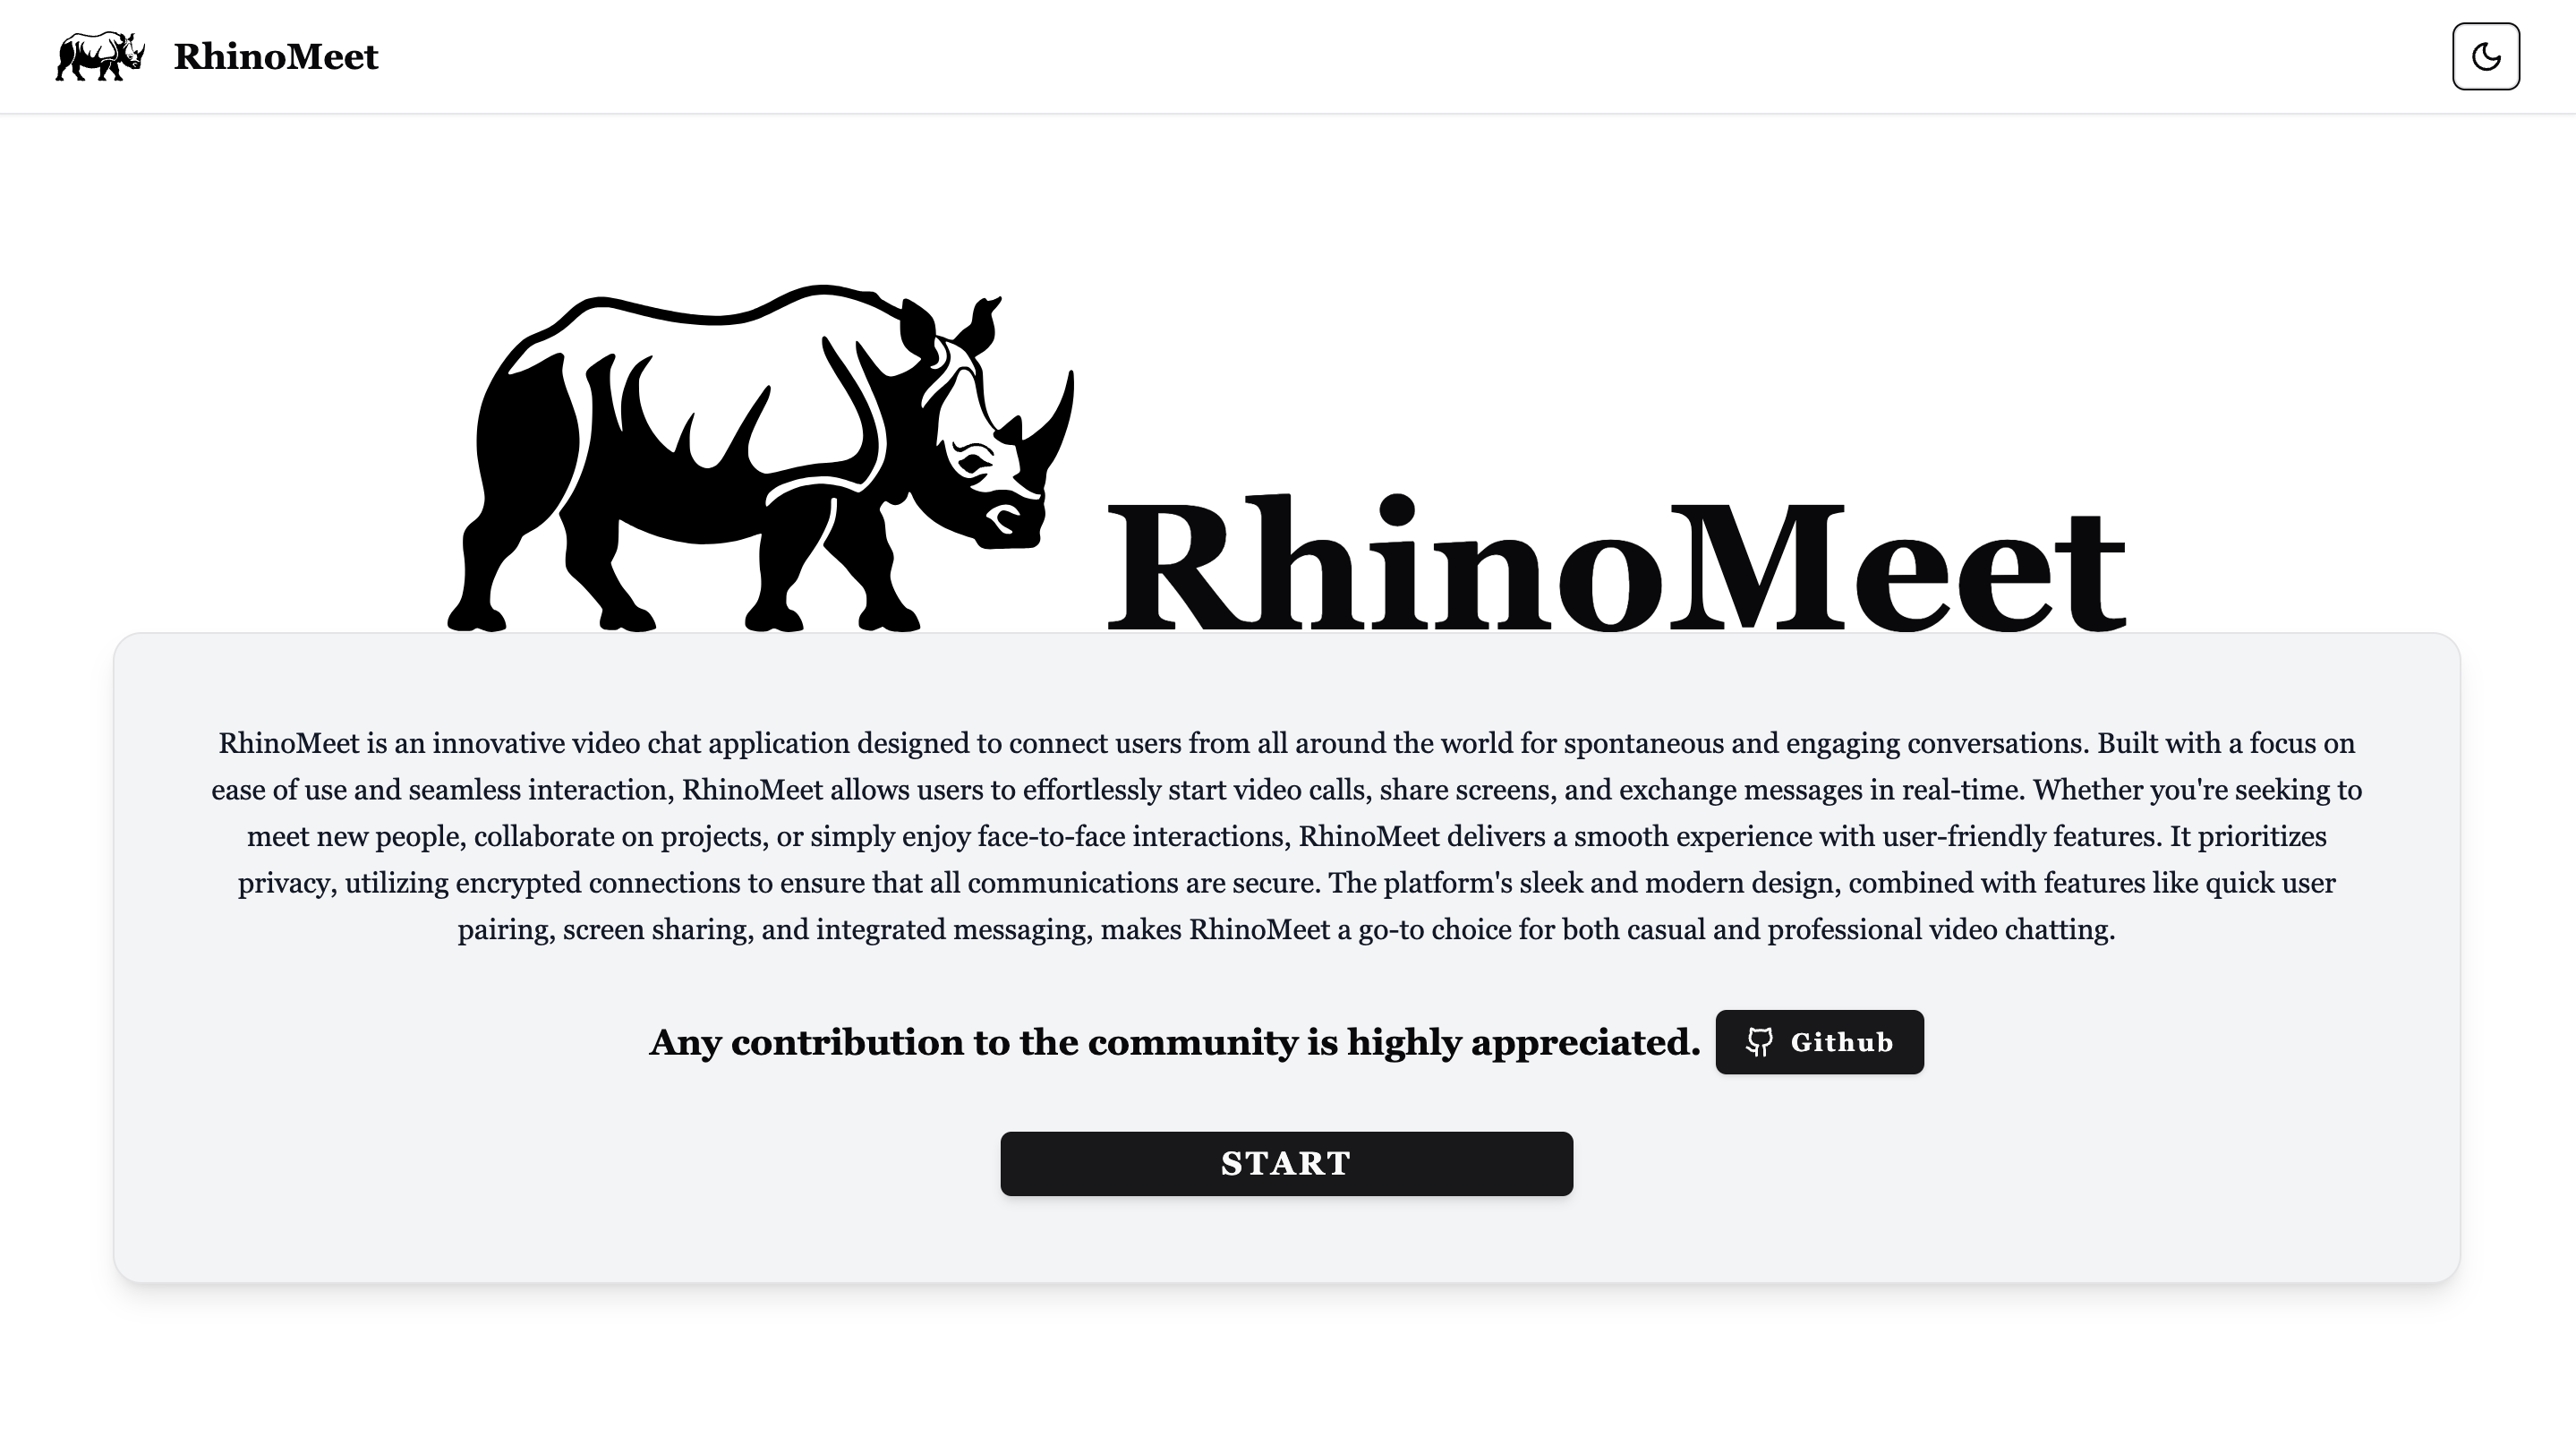 RhinoMeet
RhinoMeet
RhinoMeet is an innovative video chat application designed to connect users from all around the world for spontaneous and engaging conversations. Built with a focus on
ease of use and seamless interaction, RhinoMeet allows users to effortlessly start video calls, share screens, and exchange messages in real-time. Whether you're seeking to
meet new people, collaborate on projects, or simply enjoy face-to-face interactions, RhinoMeet delivers a smooth experience with user-friendly features. It prioritizes
privacy, utilizing encrypted connections to ensure that all communications are secure. The platform's sleek and modern design, combined with features like quick user
pairing, screen sharing, and integrated messaging, makes RhinoMeet a go-to choice for both casual and professional video chatting.
Any contribution to the community is highly appreciated. Github
START